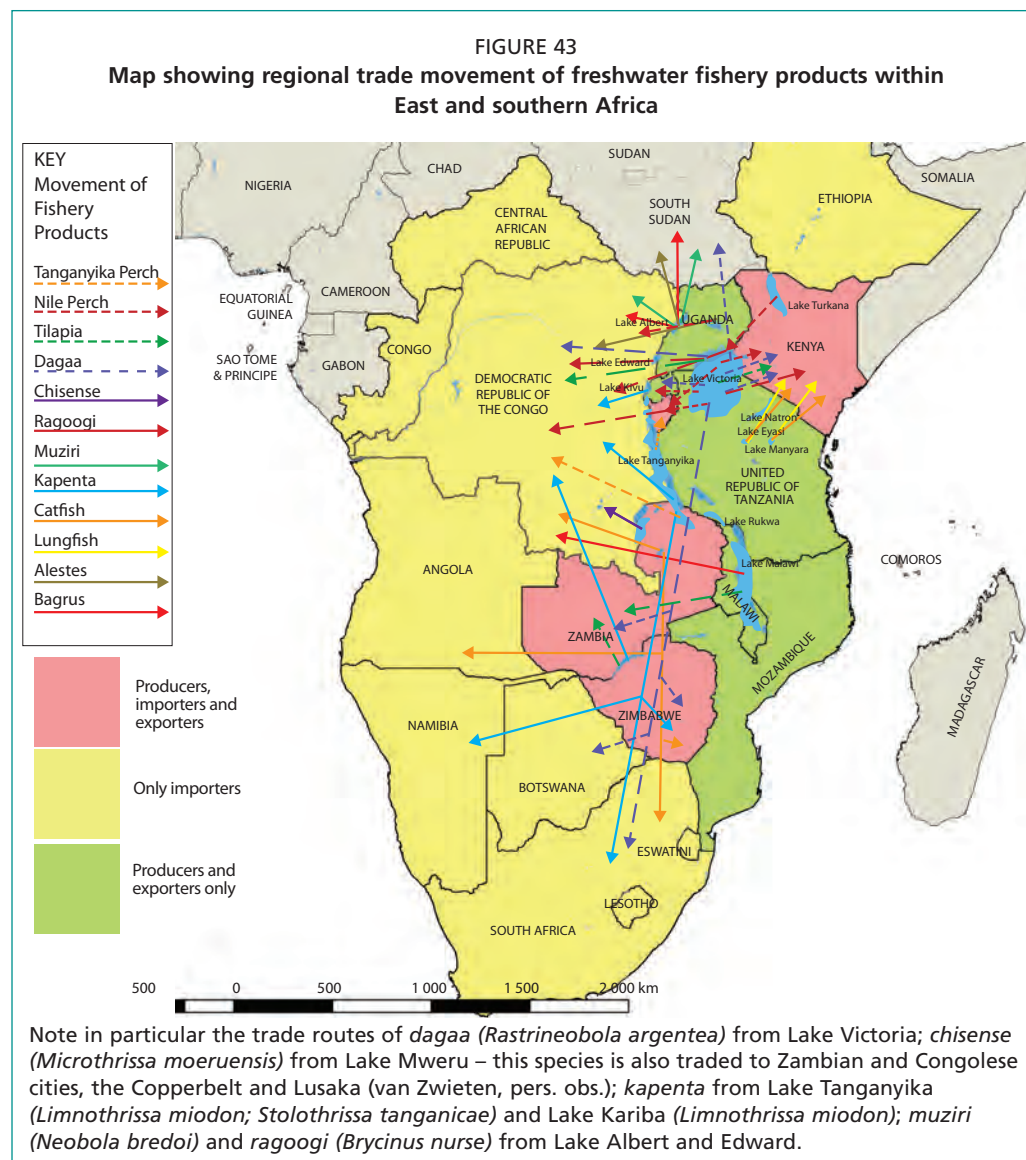 FIGURE 43
Map showing regional trade movement of freshwater fishery products within
East and southern Africa
KEY
Movement of
Fishery
Products
Tanganyika Perch
Nile Perch
Tilapia
Dagaa
Chisense
Ragoogi
Muziri
Kapenta
Catfish
Lungfish
Alestes
Bagrus
Producers,
importers and
exporters
Only importers
Producers and
exporters only
NIGERIA
CHAD
SUDAN
SOMALIA
ETHIOPIA
SOUTH
SUDAN
CENTRAL
AFRICAN
REPUBLIC
CAMEROON
EQUATORIAL
GUINEA
SAO TOME
& PRINCIPE
GABON
CONGO
DEMOCRATIC
REPUBLIC OF
THE CONGO
UGANDA
KENYA
Lake Turkana
Lake Albert
Lake Edward
Lake Kivu
Lake Victoria
Lake Natron
Lake Eyasi
Lake Manyara
Lake Tanganyika
UNITED
REPUBLIC OF
TANZANIA
Lake Rukwa
Lake Malawi
COMOROS
ANGOLA
ZAMBIA
MALAWI
MOZAMBIQUE
MADAGASCAR
NAMIBIA
ZIMBABWE
BOTSWANA
ESWATINI
LESOTHO
SOUTH AFRICA
500 0 500 1 000 1 500 2 000 km
Note in particular the trade routes of dagaa (Rastrineobola argentea) from Lake Victoria; chisense
(Microthrissa moeruensis) from Lake Mweru – this species is also traded to Zambian and Congolese
cities, the Copperbelt and Lusaka (van Zwieten, pers. obs.); kapenta from Lake Tanganyika
(Limnothrissa miodon; Stolothrissa tanganicae) and Lake Kariba (Limnothrissa miodon); muziri
(Neobola bredoi) and ragoogi (Brycinus nurse) from Lake Albert and Edward.